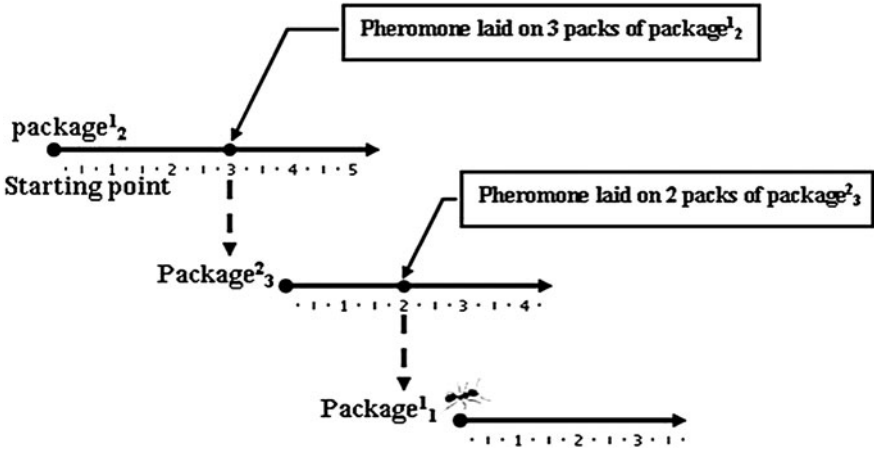 Pheromone laid on 3 packs of package¹₂
package¹₂
· ı · 1 · ı · 2 · ı · 3 · ı · 4 · ı · 5 ·
Starting point
Pheromone laid on 2 packs of package²₃
Package²₃
· ı · 1 · ı · 2 · ı · 3 · ı · 4 ·
Package¹₁
· ı · 1 · ı · 2 · ı · 3 · ı ·